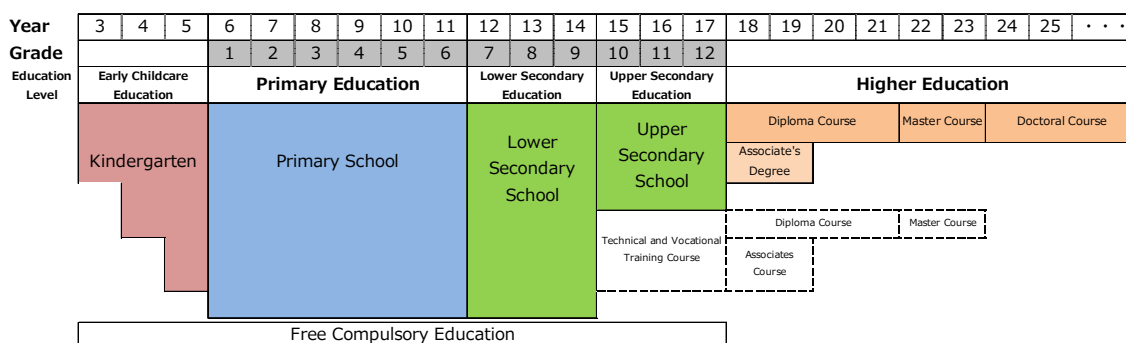 Year 3 4 5 6 7 8 9 10 11 12 13 14 15 16 17 18 19 20 21 22 23 24 25 ・・・
Grade 1 2 3 4 5 6 7 8 9 10 11 12
Education
Level
Early Childcare
Education
Primary Education
Lower Secondary
Education
Upper Secondary
Education
Higher Education
Kindergarten
Primary School
Lower
Secondary
School
Upper
Secondary
School
Diploma Course
Master Course
Doctoral Course
Associate's
Degree
Technical and Vocational
Training Course
Diploma Course
Master Course
Associates
Course
Free Compulsory Education